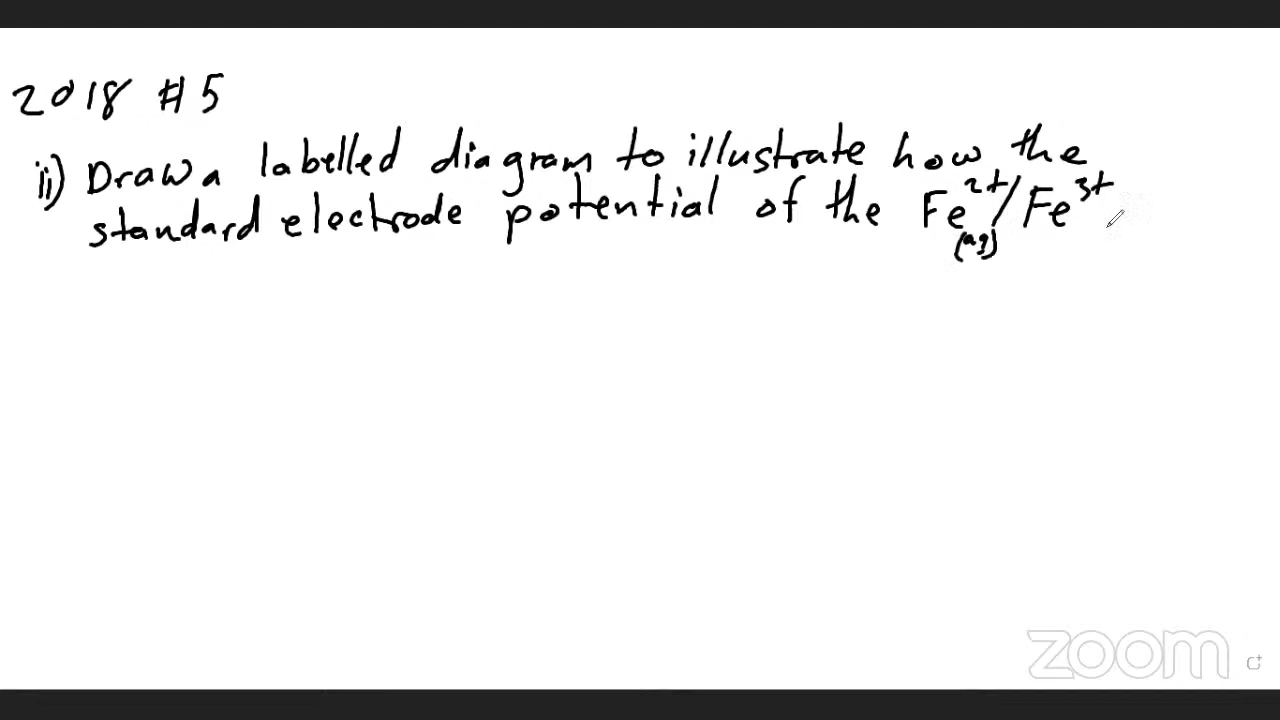 2018 #5
ii) Draw a labelled diagram to illustrate how the
standard electrode potential of the Fe²⁺(aq)/Fe³⁺
zoom